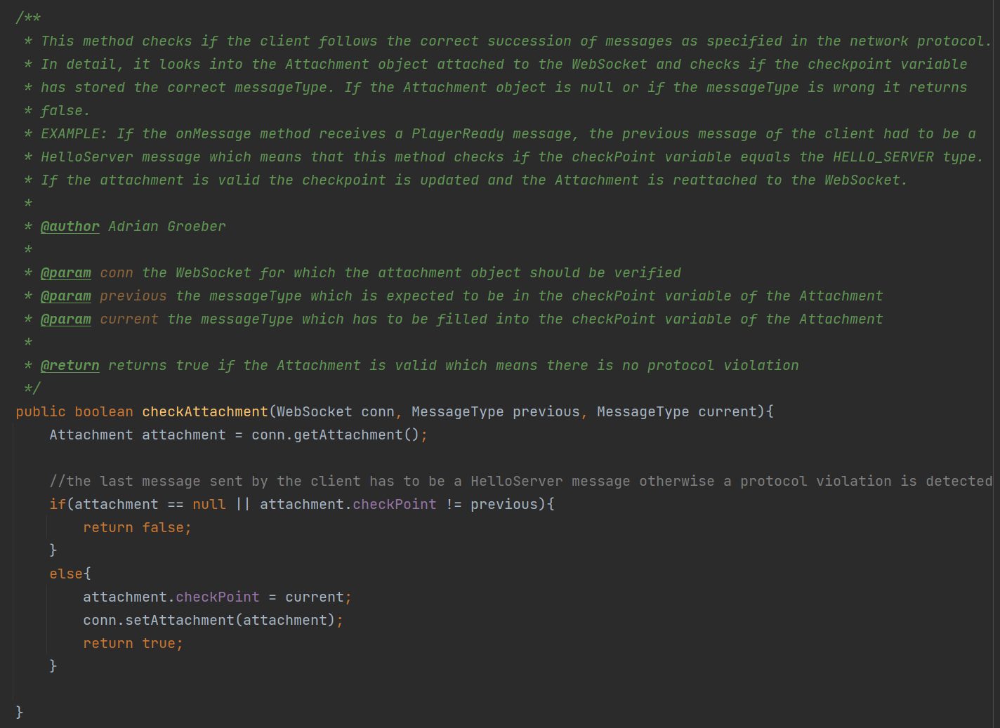 /**
 * This method checks if the client follows the correct succession of messages as specified in the network protocol.
 * In detail, it looks into the Attachment object attached to the WebSocket and checks if the checkpoint variable
 * has stored the correct messageType. If the Attachment object is null or if the messageType is wrong it returns
 * false.
 * EXAMPLE: If the onMessage method receives a PlayerReady message, the previous message of the client had to be a
 * HelloServer message which means that this method checks if the checkPoint variable equals the HELLO_SERVER type.
 * If the attachment is valid the checkpoint is updated and the Attachment is reattached to the WebSocket.
 *
 * @author Adrian Groeber
 *
 * @param conn the WebSocket for which the attachment object should be verified
 * @param previous the messageType which is expected to be in the checkPoint variable of the Attachment
 * @param current the messageType which has to be filled into the checkPoint variable of the Attachment
 *
 * @return returns true if the Attachment is valid which means there is no protocol violation
 */
public boolean checkAttachment(WebSocket conn, MessageType previous, MessageType current){
    Attachment attachment = conn.getAttachment();

    //the last message sent by the client has to be a HelloServer message otherwise a protocol violation is detected
    if(attachment == null || attachment.checkPoint != previous){
        return false;
    }
    else{
        attachment.checkPoint = current;
        conn.setAttachment(attachment);
        return true;
    }

}